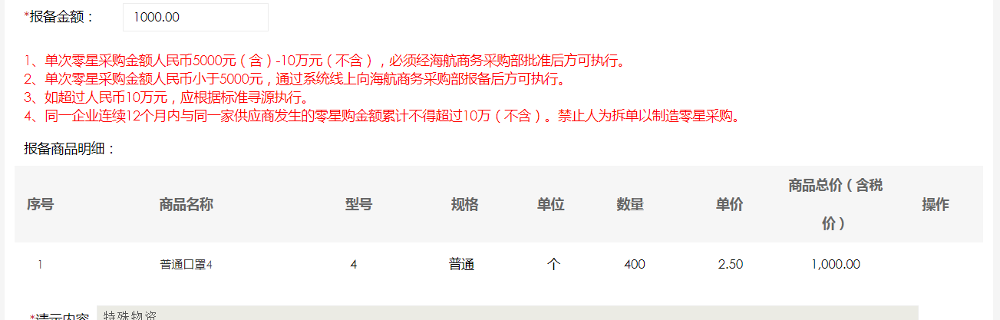 *报备金额： 1000.00
1、单次零星采购金额人民币5000元（含）-10万元（不含），必须经海航商务采购部批准后方可执行。
2、单次零星采购金额人民币小于5000元，通过系统线上向海航商务采购部报备后方可执行。
3、如超过人民币10万元，应根据标准寻源执行。
4、同一企业连续12个月内与同一家供应商发生的零星购金额累计不得超过10万（不含）。禁止人为拆单以制造零星采购。
报备商品明细：
序号 商品名称 型号 规格 单位 数量 单价 商品总价（含税价） 操作
1 普通口罩4 4 普通 个 400 2.50 1,000.00
*请示内容 特殊物资